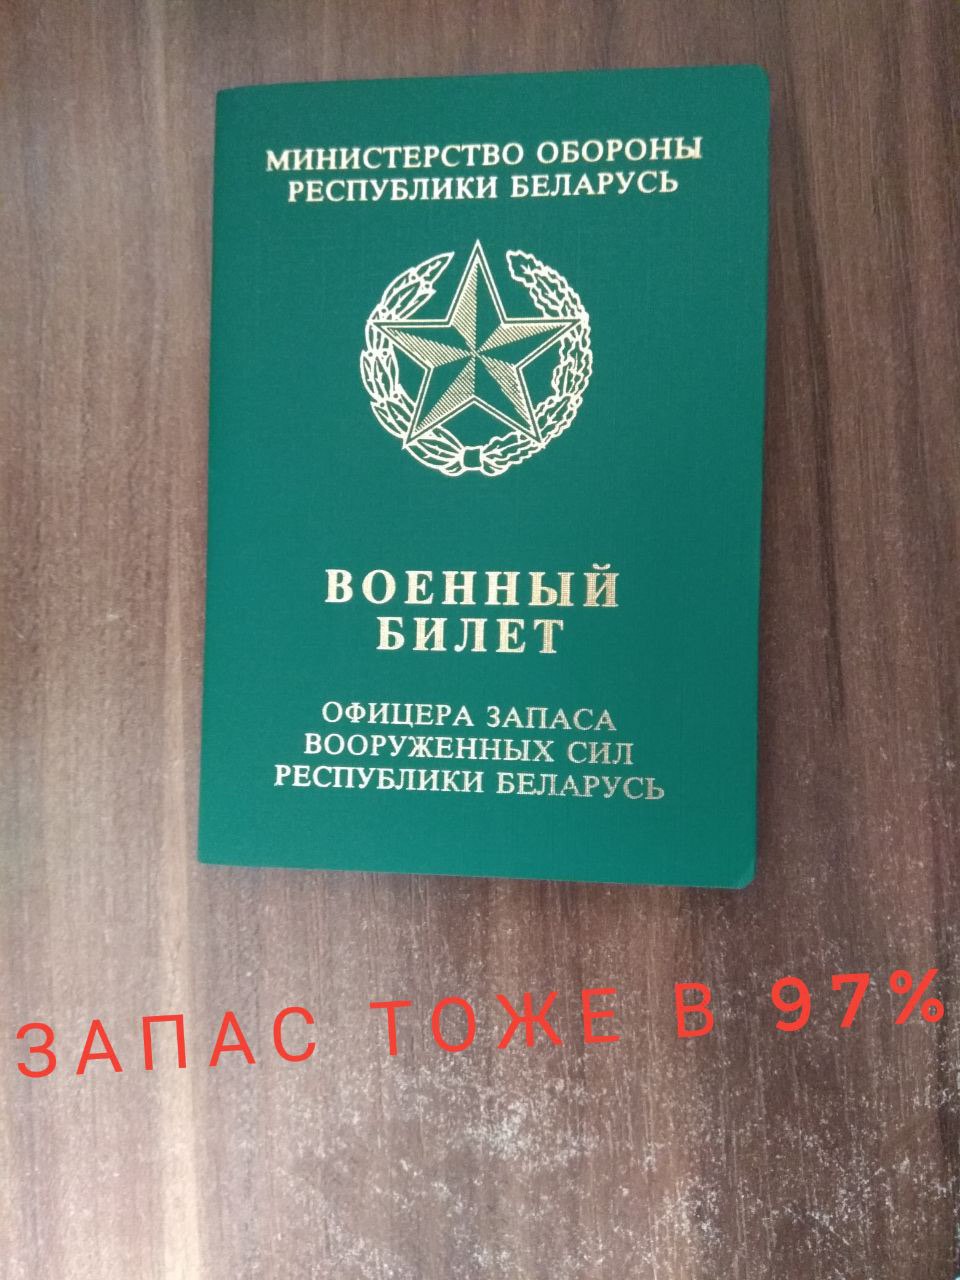 МИНИСТЕРСТВО ОБОРОНЫ
РЕСПУБЛИКИ БЕЛАРУСЬ
ВОЕННЫЙ
БИЛЕТ
ОФИЦЕРА ЗАПАСА
ВООРУЖЕННЫХ СИЛ
РЕСПУБЛИКИ БЕЛАРУСЬ
ЗАПАС ТОЖЕ В 97%